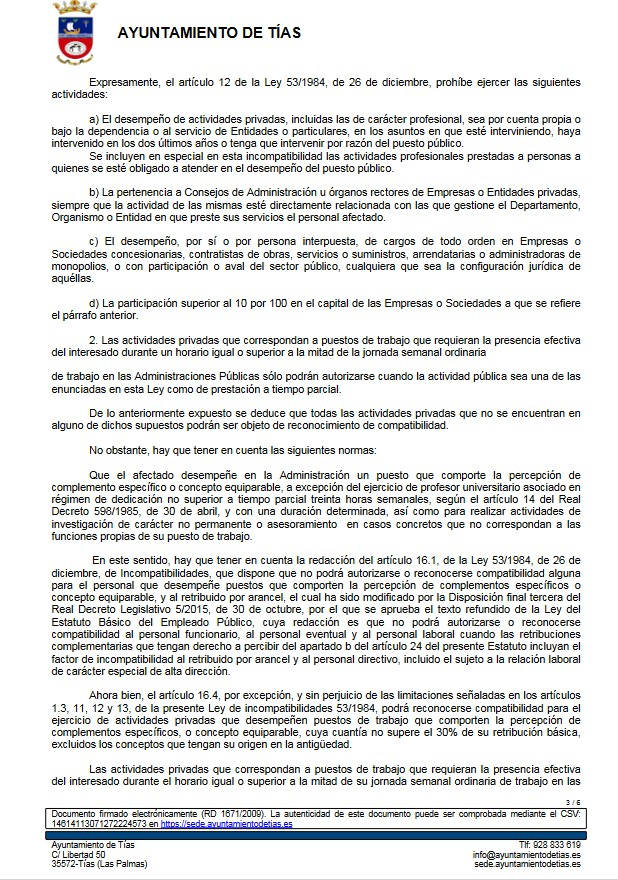 AYUNTAMIENTO DE TÍAS
Expresamente, el artículo 12 de la Ley 53/1984, de 26 de diciembre, prohíbe ejercer las siguientes
actividades:
a) El desempeño de actividades privadas, incluidas las de carácter profesional, sea por cuenta propia o
bajo la dependencia o al servicio de Entidades o particulares, en los asuntos en que esté interviniendo, haya
intervenido en los dos últimos años o tenga que intervenir por razón del puesto público.
Se incluyen en especial en esta incompatibilidad las actividades profesionales prestadas a personas a
quienes se esté obligado a atender en el desempeño del puesto público.
b) La pertenencia a Consejos de Administración u órganos rectores de Empresas o Entidades privadas,
siempre que la actividad de las mismas esté directamente relacionada con las que gestione el Departamento,
Organismo o Entidad en que preste sus servicios el personal afectado.
c) El desempeño, por sí o por persona interpuesta, de cargos de todo orden en Empresas o
Sociedades concesionarias, contratistas de obras, servicios o suministros, arrendatarias o administradoras de
monopolios, o con participación o aval del sector público, cualquiera que sea la configuración jurídica de
aquéllas.
d) La participación superior al 10 por 100 en el capital de las Empresas o Sociedades a que se refiere
el párrafo anterior.
2. Las actividades privadas que correspondan a puestos de trabajo que requieran la presencia efectiva
del interesado durante un horario igual o superior a la mitad de la jornada semanal ordinaria
de trabajo en las Administraciones Públicas sólo podrán autorizarse cuando la actividad pública sea una de las
enunciadas en esta Ley como de prestación a tiempo parcial.
De lo anteriormente expuesto se deduce que todas las actividades privadas que no se encuentran en
alguno de dichos supuestos podrán ser objeto de reconocimiento de compatibilidad.
No obstante, hay que tener en cuenta las siguientes normas:
Que el afectado desempeñe en la Administración un puesto que comporte la percepción de
complemento específico o concepto equiparable, a excepción del ejercicio de profesor universitario asociado en
régimen de dedicación no superior a tiempo parcial treinta horas semanales, según el artículo 14 del Real
Decreto 598/1985, de 30 de abril, y con una duración determinada, así como para realizar actividades de
investigación de carácter no permanente o asesoramiento en casos concretos que no correspondan a las
funciones propias de su puesto de trabajo.
En este sentido, hay que tener en cuenta la redacción del artículo 16.1, de la Ley 53/1984, de 26 de
diciembre, de Incompatibilidades, que dispone que no podrá autorizarse o reconocerse compatibilidad alguna
para el personal que desempeñe puestos que comporten la percepción de complementos específicos o
concepto equiparable, y al retribuido por arancel, el cual ha sido modificado por la Disposición final tercera del
Real Decreto Legislativo 5/2015, de 30 de octubre, por el que se aprueba el texto refundido de la Ley del
Estatuto Básico del Empleado Público, cuya redacción es que no podrá autorizarse o reconocerse
compatibilidad al personal funcionario, al personal eventual y al personal laboral cuando las retribuciones
complementarias que tengan derecho a percibir del apartado b del artículo 24 del presente Estatuto incluyan el
factor de incompatibilidad al retribuido por arancel y al personal directivo, incluido el sujeto a la relación laboral
de carácter especial de alta dirección.
Ahora bien, el artículo 16.4, por excepción, y sin perjuicio de las limitaciones señaladas en los artículos
1.3, 11, 12 y 13, de la presente Ley de incompatibilidades 53/1984, podrá reconocerse compatibilidad para el
ejercicio de actividades privadas que desempeñen puestos de trabajo que comporten la percepción de
complementos específicos, o concepto equiparable, cuya cuantía no supere el 30% de su retribución básica,
excluidos los conceptos que tengan su origen en la antigüedad.
Las actividades privadas que correspondan a puestos de trabajo que requieran la presencia efectiva
del interesado durante el horario igual o superior a la mitad de su jornada semanal ordinaria de trabajo en las
3 / 6
Documento firmado electrónicamente (RD 1671/2009). La autenticidad de este documento puede ser comprobada mediante el CSV:
14614113071272224573 en https://sede.ayuntamientodetias.es
Ayuntamiento de Tías Tlf: 928 833 619
C/ Libertad 50 info@ayuntamientodetias.es
35572-Tías (Las Palmas) sede.ayuntamientodetias.es